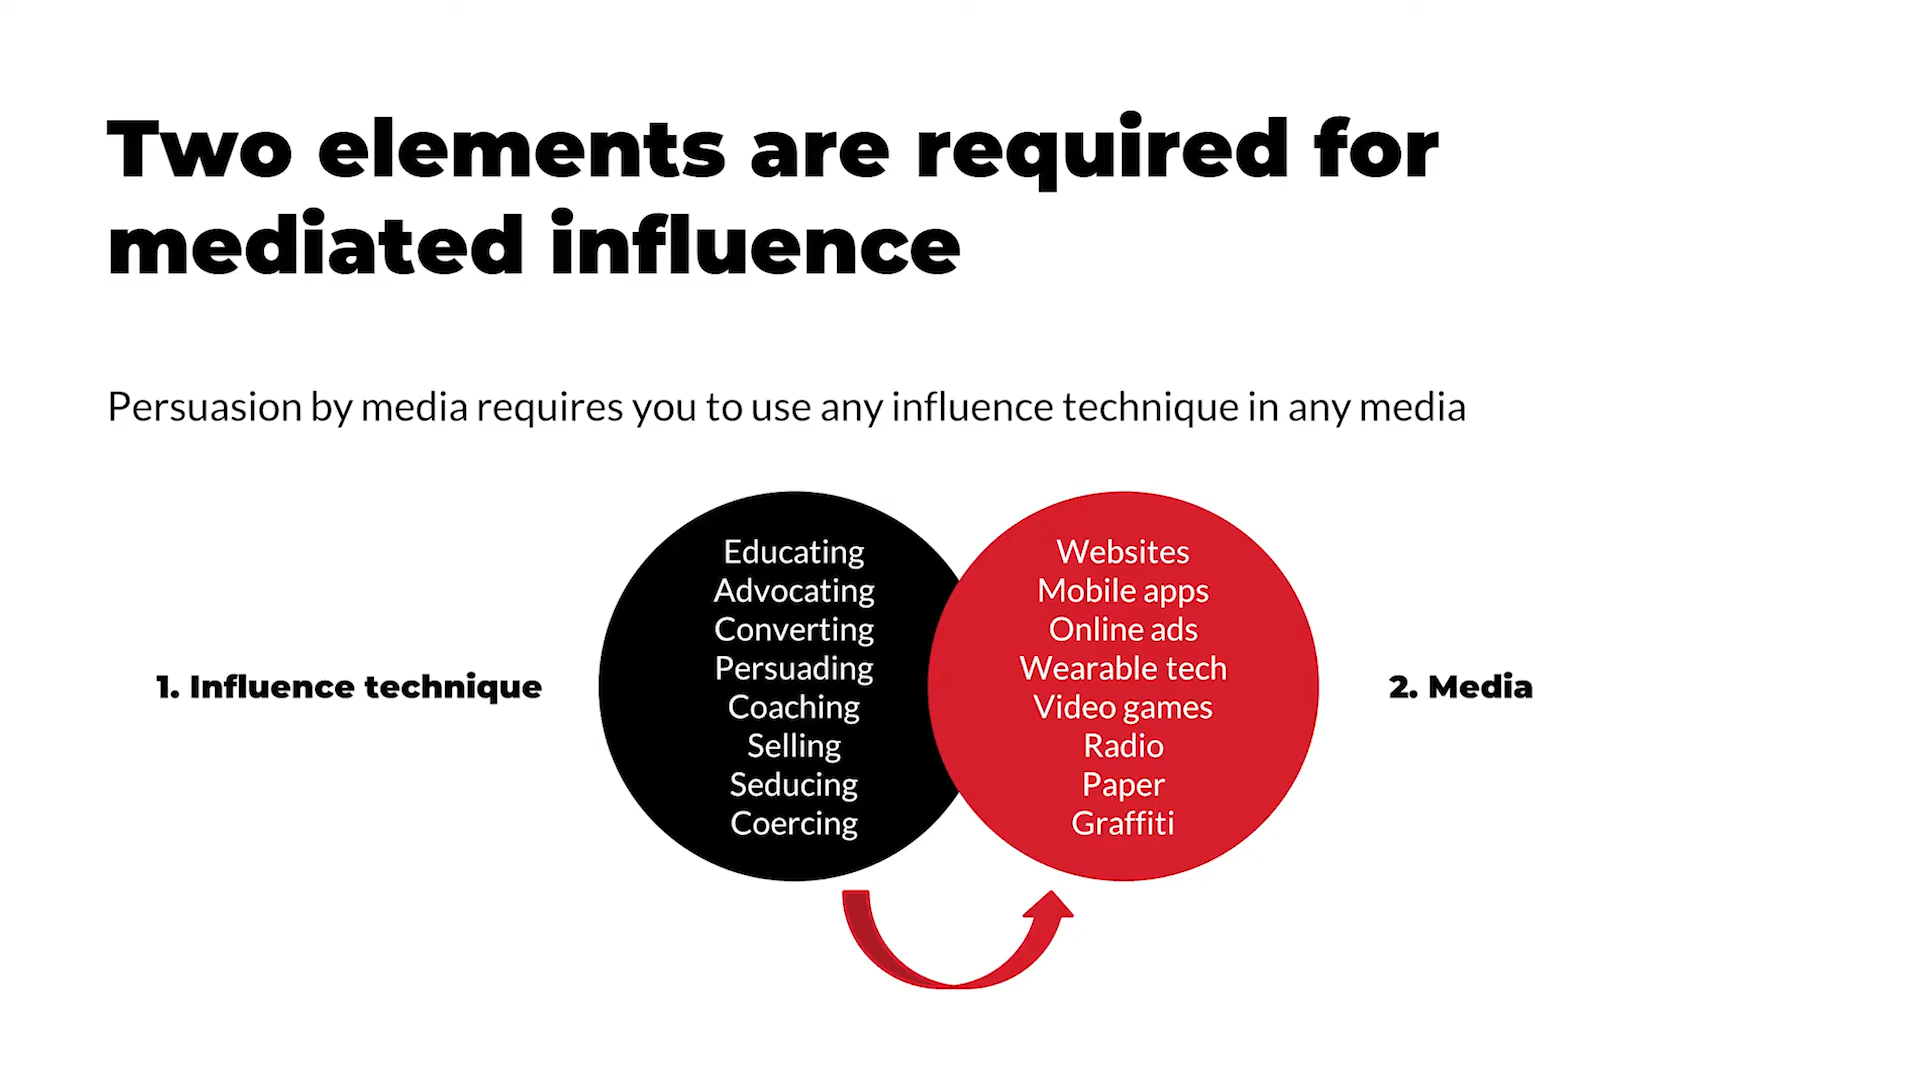 Two elements are required for
mediated influence
Persuasion by media requires you to use any influence technique in any media
1. Influence technique
Educating
Advocating
Converting
Persuading
Coaching
Selling
Seducing
Coercing
Websites
Mobile apps
Online ads
Wearable tech
Video games
Radio
Paper
Graffiti
2. Media